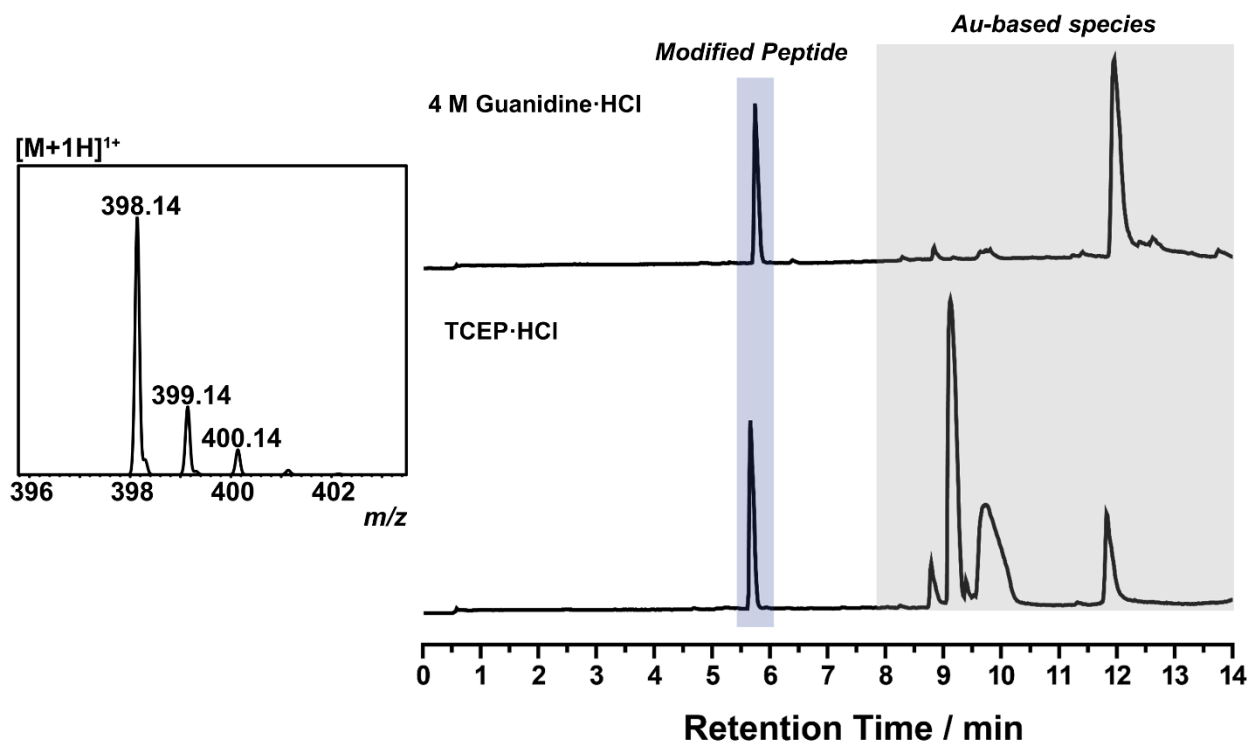 [M+1H]¹⁺
398.14
399.14
400.14
396 398 400 402
m/z
Modified Peptide
Au-based species
4 M Guanidine·HCl
TCEP·HCl
0 1 2 3 4 5 6 7 8 9 10 11 12 13 14
Retention Time / min